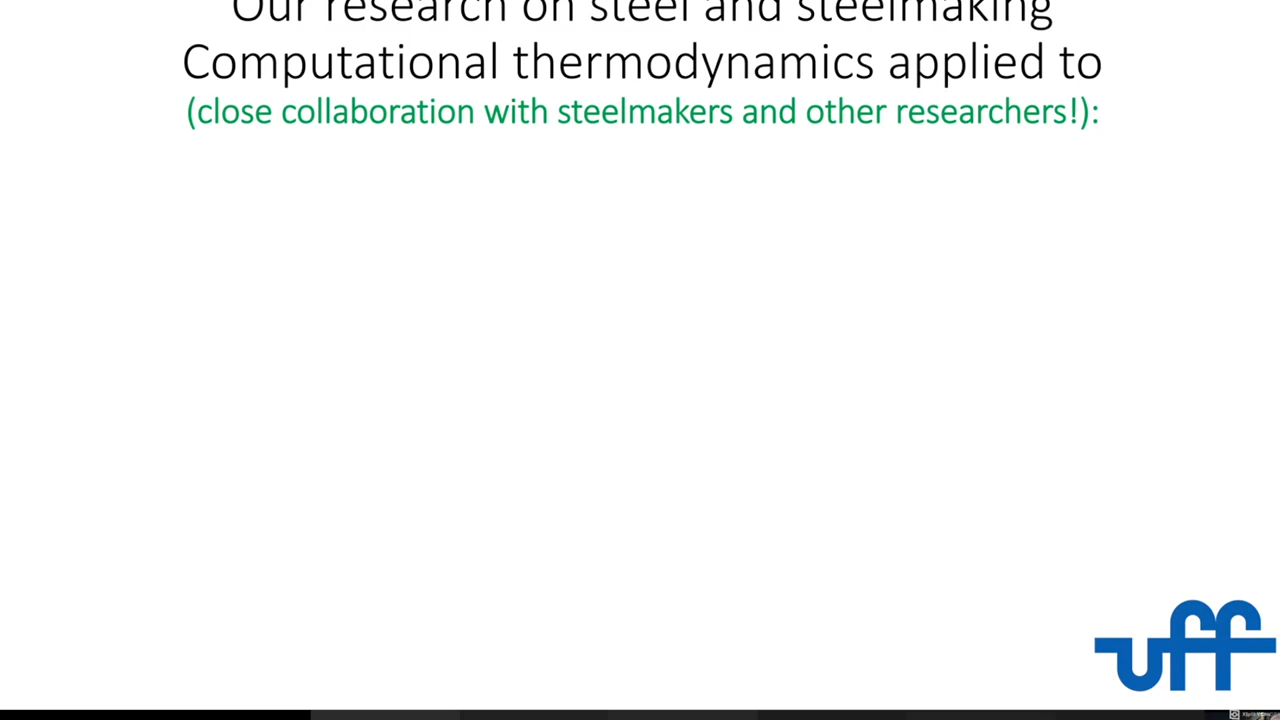 Our research on steel and steelmaking
Computational thermodynamics applied to
(close collaboration with steelmakers and other researchers!):
uff